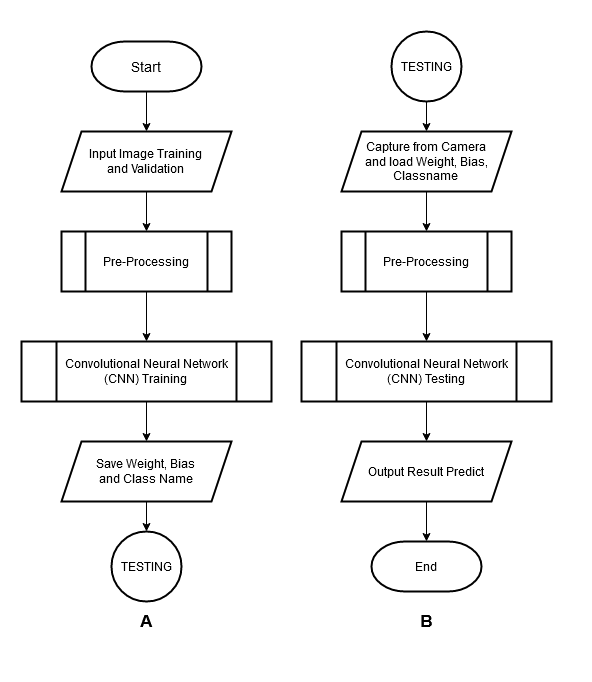 Start
Input Image Training
and Validation
Pre-Processing
Convolutional Neural Network
(CNN) Training
Save Weight, Bias
and Class Name
TESTING
A
TESTING
Capture from Camera
and load Weight, Bias,
Classname
Pre-Processing
Convolutional Neural Network
(CNN) Testing
Output Result Predict
End
B